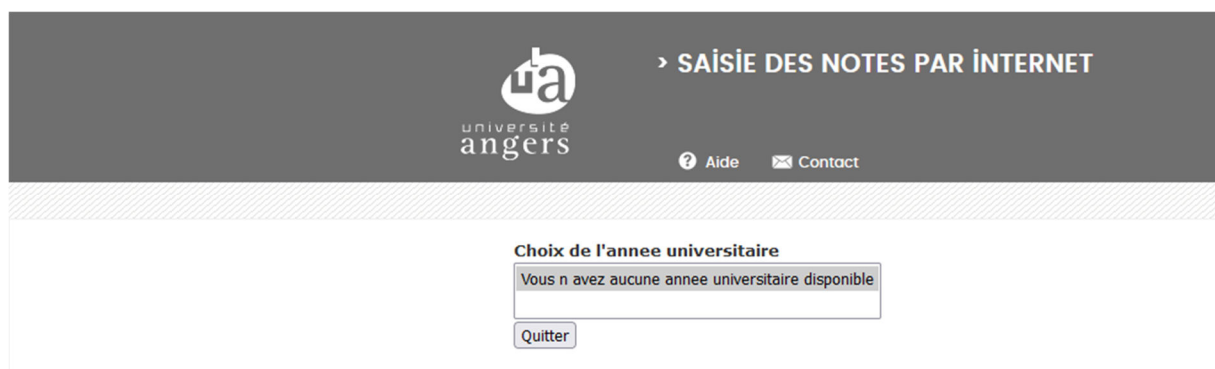 > SAİSİE DES NOTES PAR İNTERNET
ua
université
angers
? Aide
Contact
Choix de l'annee universitaire
Vous n avez aucune annee universitaire disponible
Quitter